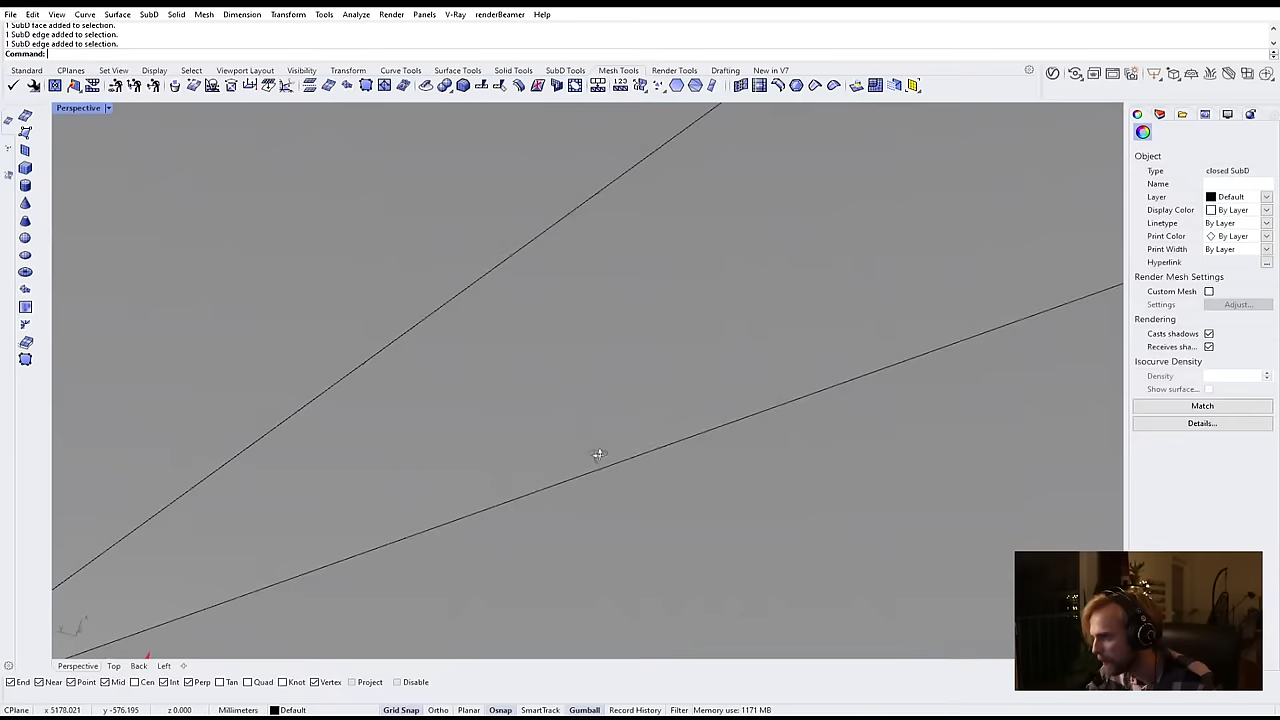 File Edit View Curve Surface SubD Solid Mesh Dimension Transform Tools Analyze Render Panels V-Ray renderBeamer Help
1 SubD face added to selection.
1 SubD edge added to selection.
1 SubD edge added to selection.
Command:
Standard CPlanes Set View Display Select Viewport Layout Visibility Transform Curve Tools Surface Tools Solid Tools SubD Tools Mesh Tools Render Tools Drafting New in V7
Perspective
Object
Type closed SubD
Name
Layer Default
Display Color By Layer
Linetype By Layer
Print Color By Layer
Print Width By Layer
Hyperlink ...
Render Mesh Settings
Custom Mesh
Settings Adjust...
Rendering
Casts shadows
Receives sha...
Isocurve Density
Density
Show surface...
Match
Details...
Perspective Top Back Left
End Near Point Mid Cen Int Perp Tan Quad Knot Vertex Project Disable
CPlane x 5178.021 y -576.195 z 0.000 Millimeters Default Grid Snap Ortho Planar Osnap SmartTrack Gumball Record History Filter Memory use: 1171 MB